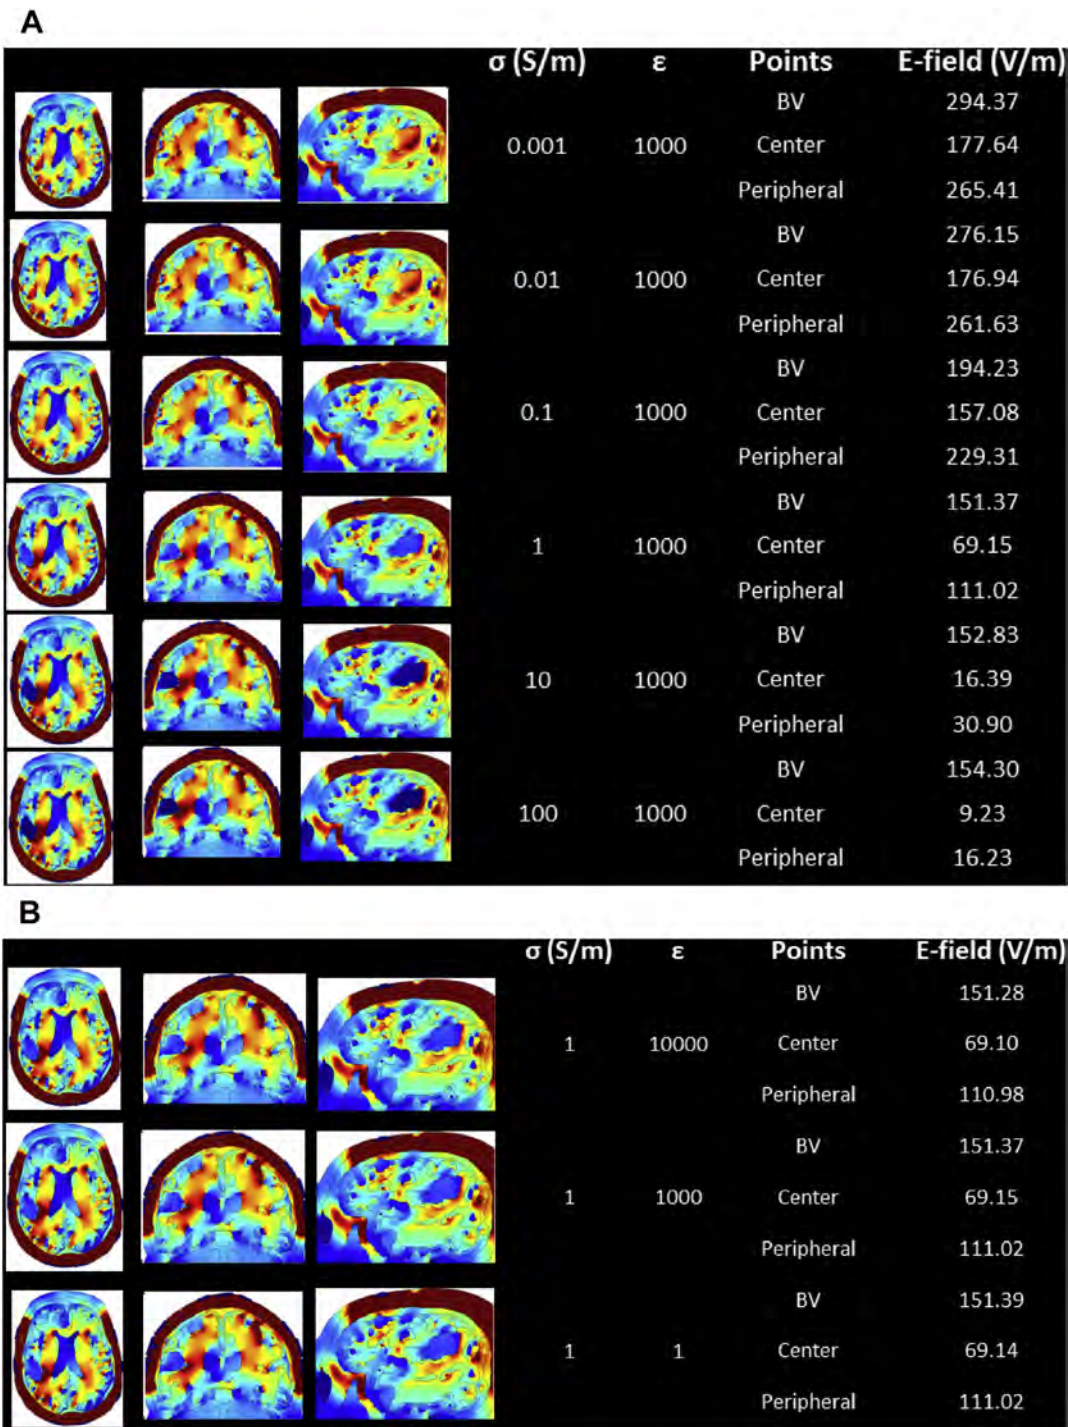 A
σ (S/m) ε Points E-field (V/m)
BV 294.37
0.001 1000 Center 177.64
Peripheral 265.41
BV 276.15
0.01 1000 Center 176.94
Peripheral 261.63
BV 194.23
0.1 1000 Center 157.08
Peripheral 229.31
BV 151.37
1 1000 Center 69.15
Peripheral 111.02
BV 152.83
10 1000 Center 16.39
Peripheral 30.90
BV 154.30
100 1000 Center 9.23
Peripheral 16.23
B
σ (S/m) ε Points E-field (V/m)
BV 151.28
1 10000 Center 69.10
Peripheral 110.98
BV 151.37
1 1000 Center 69.15
Peripheral 111.02
BV 151.39
1 1 Center 69.14
Peripheral 111.02